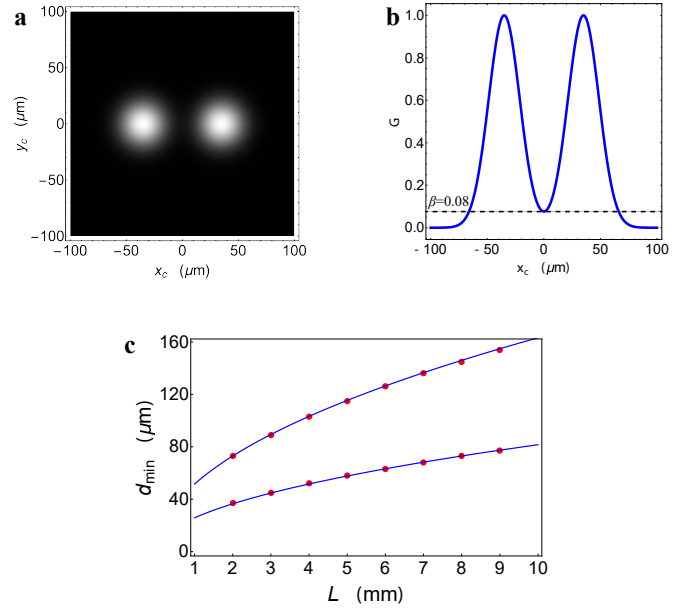 a
100
50
0
-50
-100
y_c (μm)
-100 -50 0 50 100
x_c (μm)
b
1.0
0.8
0.6
0.4
0.2
0.0
G
β=0.08
- 100 - 50 0 50 100
x_c (μm)
c
160
120
80
40
0
d_min (μm)
1 2 3 4 5 6 7 8 9 10
L (mm)